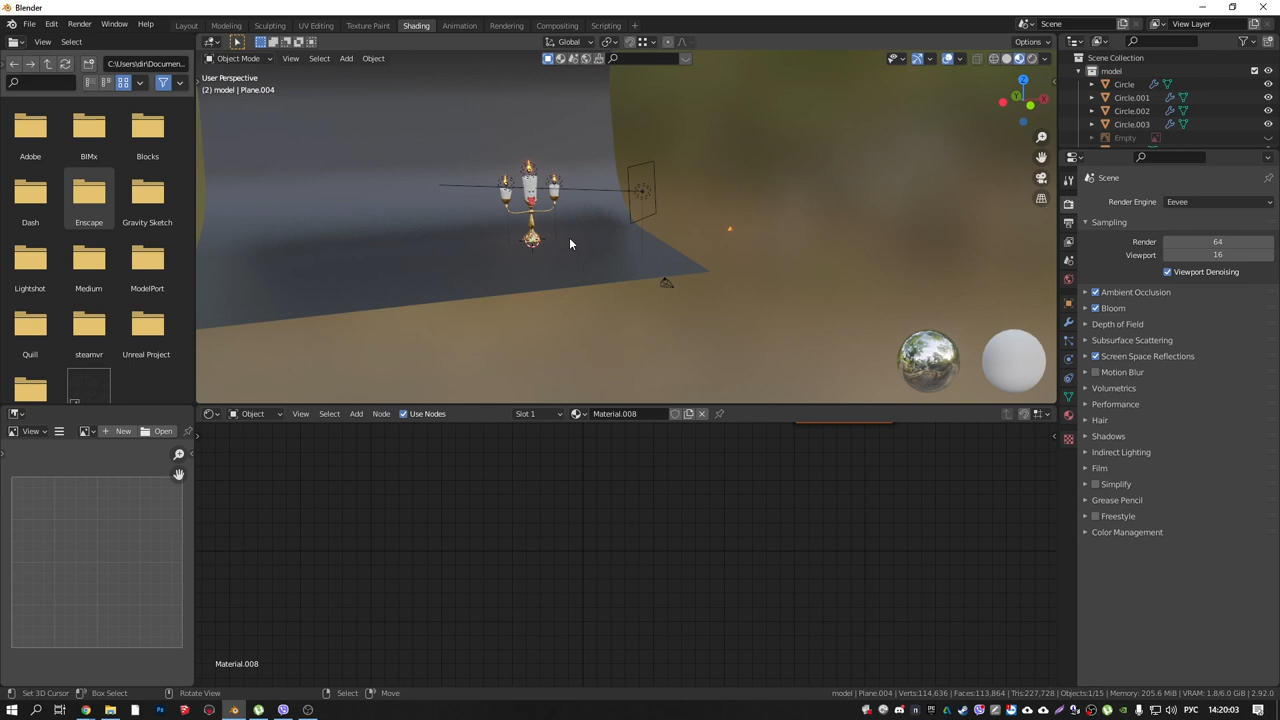 Blender
File Edit Render Window Help
Layout Modeling Sculpting UV Editing Texture Paint Shading Animation Rendering Compositing Scripting
Scene
View Layer
View Select
Global
Options
C:\Users\dir\Documen...
Object Mode View Select Add Object
Scene Collection
model
Circle
Circle.001
Circle.002
Circle.003
Empty
User Perspective
(2) model | Plane.004
Z
Y
X
Adobe BIMx Blocks
Dash Enscape Gravity Sketch
Lightshot Medium ModelPort
Quill steamvr Unreal Project
Scene
Render Engine Eevee
Sampling
Render 64
Viewport 16
Viewport Denoising
Ambient Occlusion
Bloom
Depth of Field
Subsurface Scattering
Screen Space Reflections
Motion Blur
Volumetrics
Performance
Hair
Shadows
Indirect Lighting
Film
Simplify
Grease Pencil
Freestyle
Color Management
Object View Select Add Node Use Nodes Slot 1 Material.008
View New Open
Material.008
Set 3D Cursor Box Select Rotate View Select Move
model | Plane.004 | Verts:114,636 | Faces:113,864 | Tris:227,728 | Objects:1/15 | Memory: 205.6 MiB | VRAM: 1.8/6.0 GiB | 2.92.0
РУС 14:20:03